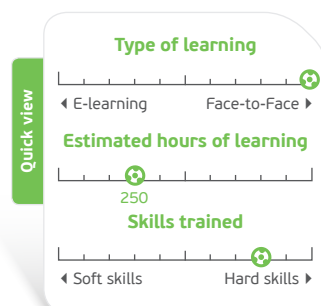 Quick view
Type of learning
◀ E-learning Face-to-Face ▶
Estimated hours of learning
250
Skills trained
◀ Soft skills Hard skills ▶